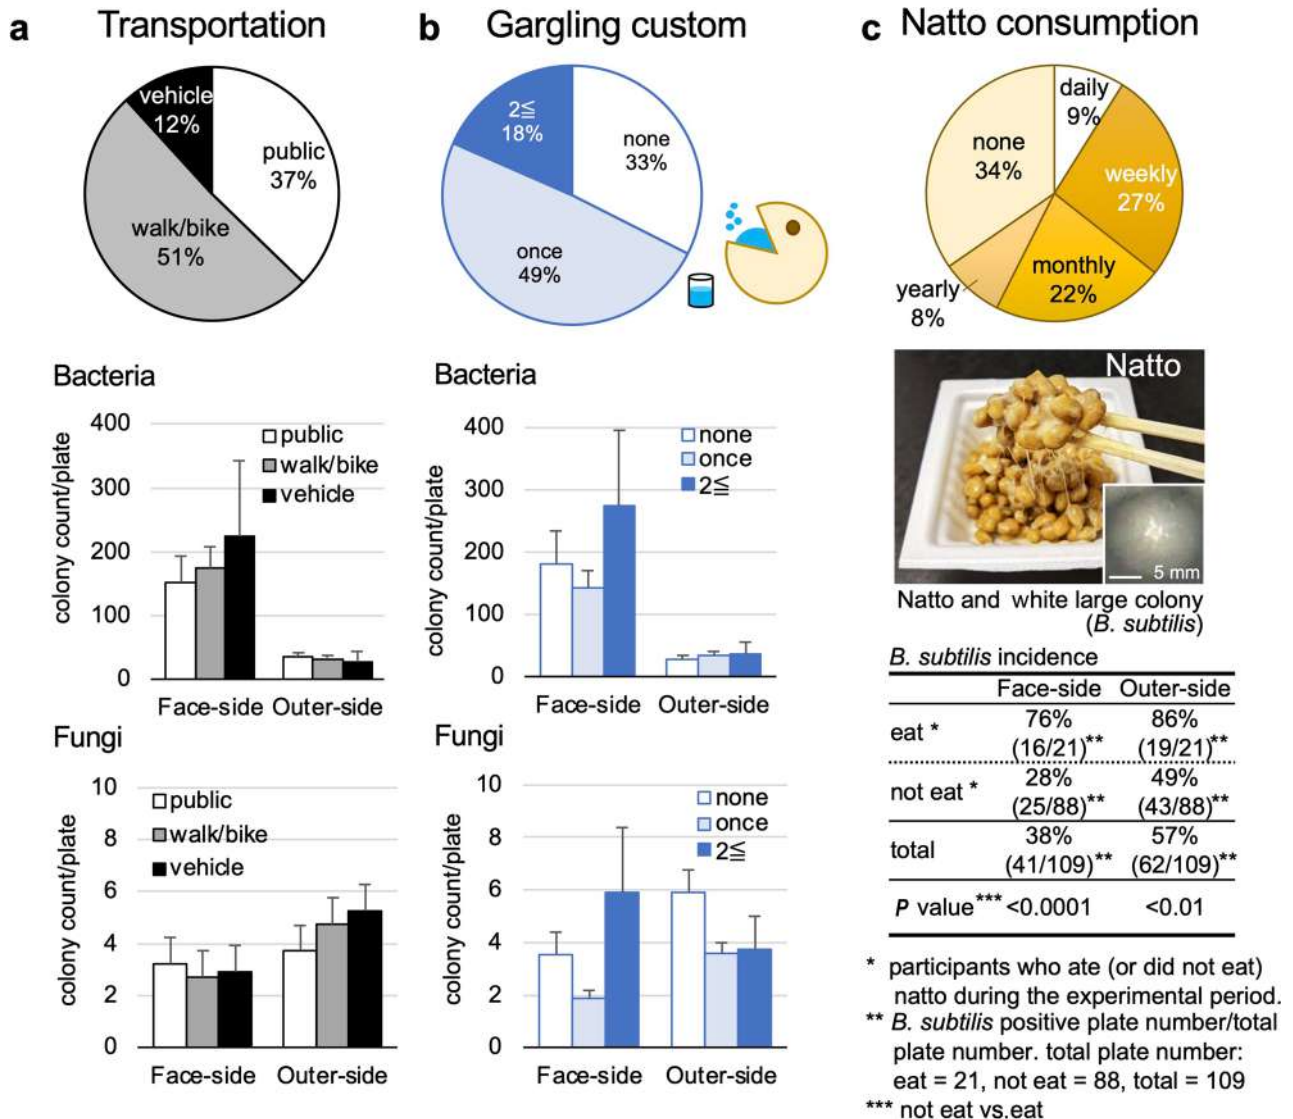 a Transportation
vehicle
12%
public
37%
walk/bike
51%
Bacteria
colony count/plate
400
300
200
100
0
public
walk/bike
vehicle
Face-side Outer-side
Fungi
colony count/plate
10
8
6
4
2
0
public
walk/bike
vehicle
Face-side Outer-side
b Gargling custom
2≦
18%
none
33%
once
49%
Bacteria
colony count/plate
400
300
200
100
0
none
once
2≦
Face-side Outer-side
Fungi
colony count/plate
10
8
6
4
2
0
none
once
2≦
Face-side Outer-side
c Natto consumption
daily
9%
none
34%
weekly
27%
monthly
22%
yearly
8%
Natto
5 mm
Natto and white large colony
(B. subtilis)
B. subtilis incidence
Face-side Outer-side
76% 86%
eat * (16/21)** (19/21)**
28% 49%
not eat * (25/88)** (43/88)**
38% 57%
total (41/109)** (62/109)**
P value*** <0.0001 <0.01
* participants who ate (or did not eat)
natto during the experimental period.
** B. subtilis positive plate number/total
plate number. total plate number:
eat = 21, not eat = 88, total = 109
*** not eat vs.eat